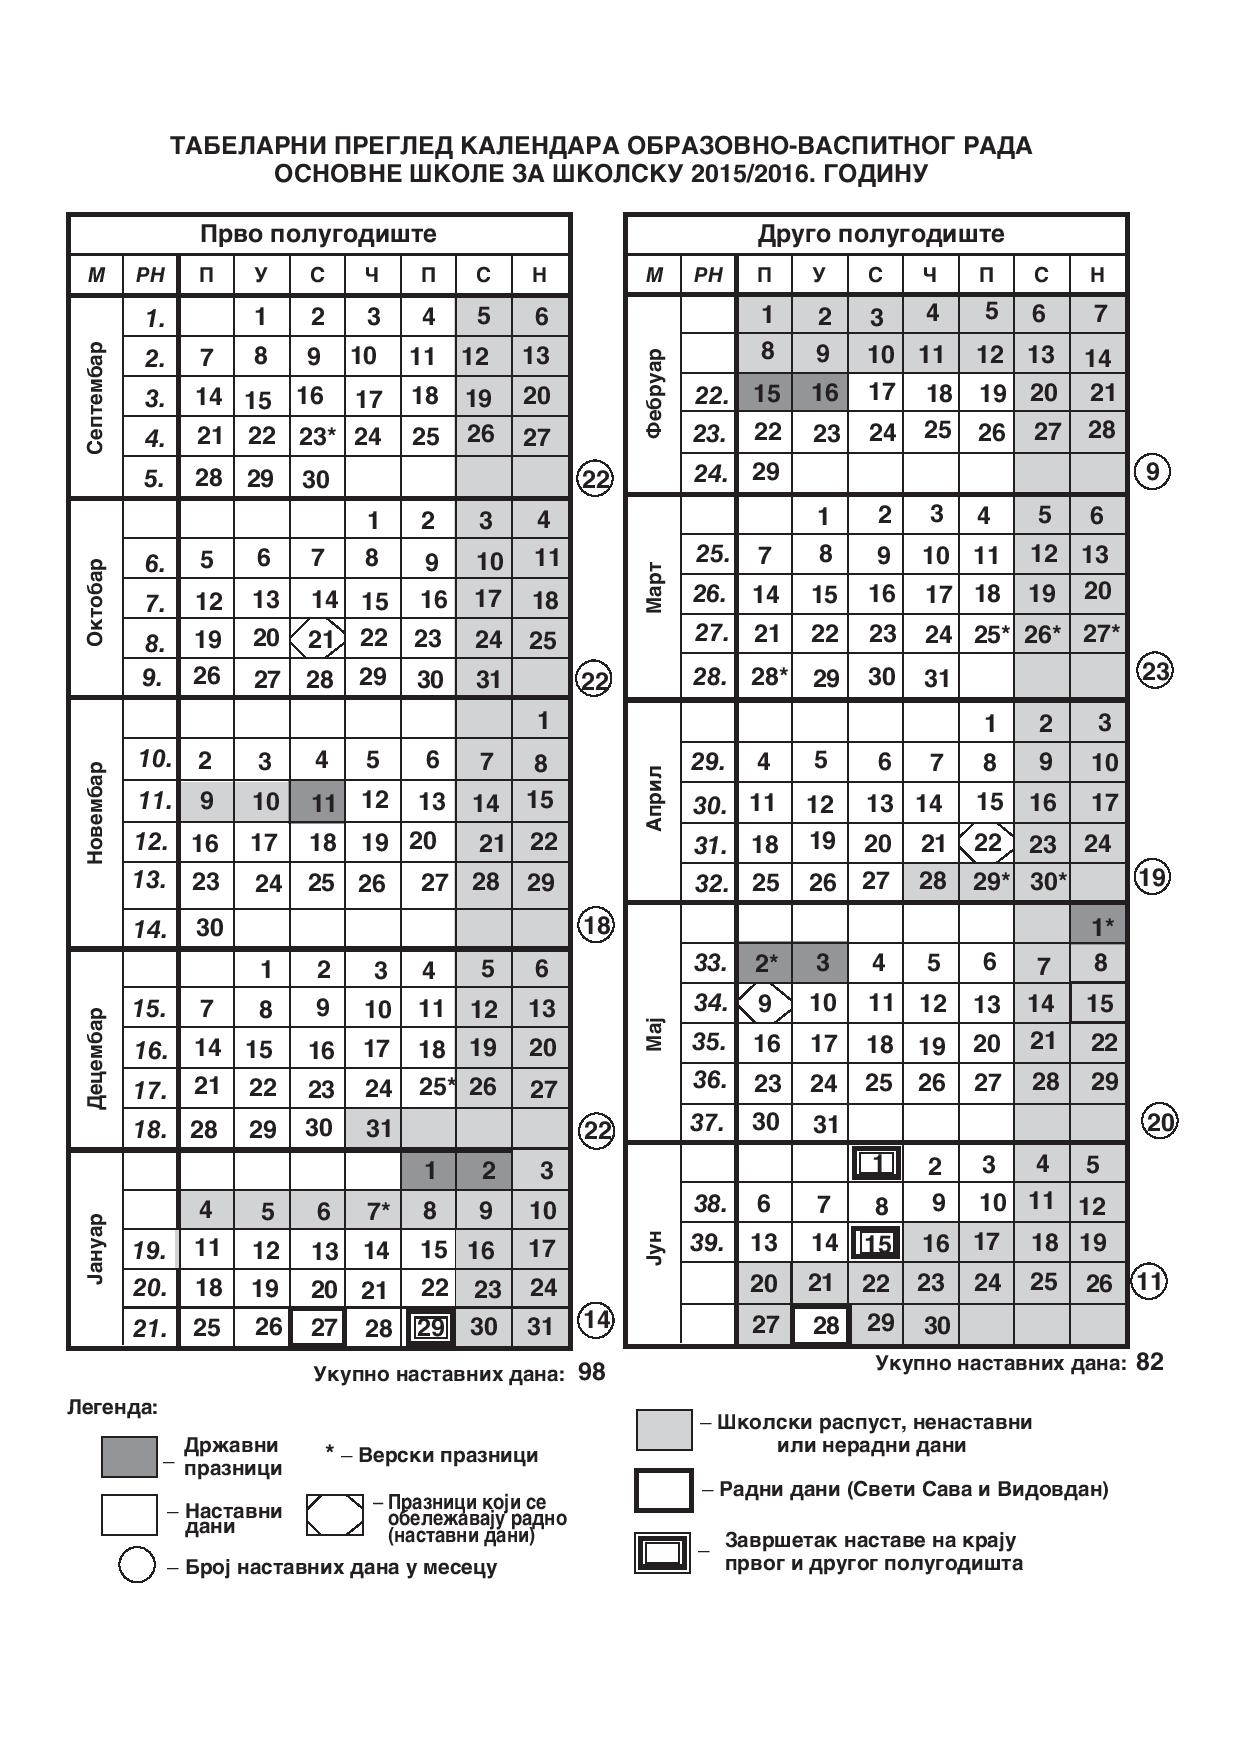 ТАБЕЛАРНИ ПРЕГЛЕД КАЛЕНДАРА ОБРАЗОВНО-ВАСПИТНОГ РАДА
ОСНОВНЕ ШКОЛЕ ЗА ШКОЛСКУ 2015/2016. ГОДИНУ
Прво полугодиште
М РН П У С Ч П С Н
Септембар
1. 1 2 3 4 5 6
2. 7 8 9 10 11 12 13
3. 14 15 16 17 18 19 20
4. 21 22 23* 24 25 26 27
5. 28 29 30 22
Октобар
1 2 3 4
6. 5 6 7 8 9 10 11
7. 12 13 14 15 16 17 18
8. 19 20 21 22 23 24 25
9. 26 27 28 29 30 31 22
Новембар
1
10. 2 3 4 5 6 7 8
11. 9 10 11 12 13 14 15
12. 16 17 18 19 20 21 22
13. 23 24 25 26 27 28 29
14. 30 18
Децембар
1 2 3 4 5 6
15. 7 8 9 10 11 12 13
16. 14 15 16 17 18 19 20
17. 21 22 23 24 25* 26 27
18. 28 29 30 31 22
Јануар
1 2 3
4 5 6 7* 8 9 10
19. 11 12 13 14 15 16 17
20. 18 19 20 21 22 23 24
21. 25 26 27 28 29 30 31 14
Укупно наставних дана: 98
Друго полугодиште
М РН П У С Ч П С Н
Фебруар
1 2 3 4 5 6 7
8 9 10 11 12 13 14
22. 15 16 17 18 19 20 21
23. 22 23 24 25 26 27 28
24. 29 9
Март
1 2 3 4 5 6
25. 7 8 9 10 11 12 13
26. 14 15 16 17 18 19 20
27. 21 22 23 24 25* 26* 27*
28. 28* 29 30 31 23
Април
1 2 3
29. 4 5 6 7 8 9 10
30. 11 12 13 14 15 16 17
31. 18 19 20 21 22 23 24
32. 25 26 27 28 29* 30* 19
Мај
1*
33. 2* 3 4 5 6 7 8
34. 9 10 11 12 13 14 15
35. 16 17 18 19 20 21 22
36. 23 24 25 26 27 28 29
37. 30 31 20
Јун
1 2 3 4 5
38. 6 7 8 9 10 11 12
39. 13 14 15 16 17 18 19
20 21 22 23 24 25 26 11
27 28 29 30
Укупно наставних дана: 82
Легенда:
– Државни
празници
* – Верски празници
– Наставни
дани
– Празници који се
обележавају радно
(наставни дани)
– Број наставних дана у месецу
– Школски распуст, ненаставни
или нерадни дани
– Радни дани (Свети Сава и Видовдан)
– Завршетак наставе на крају
првог и другог полугодишта